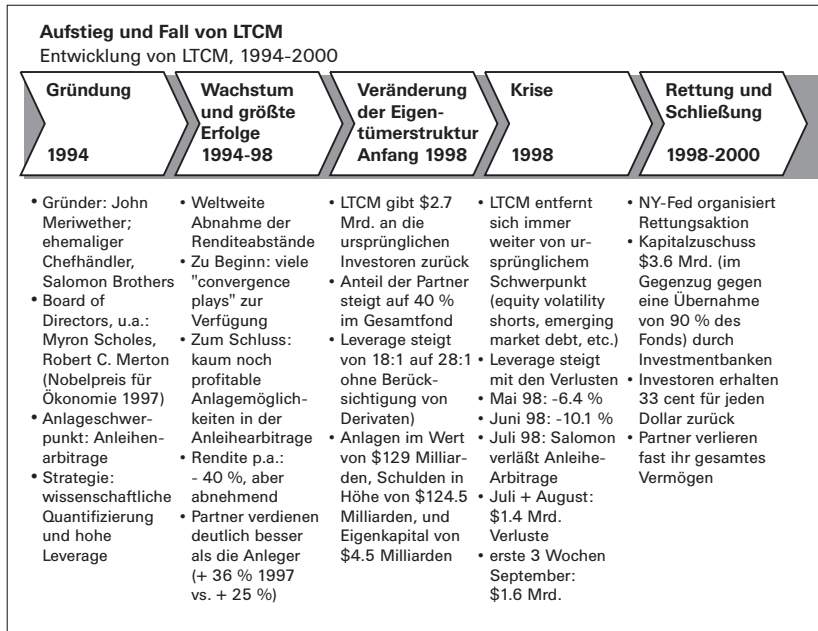 Aufstieg und Fall von LTCM
Entwicklung von LTCM, 1994-2000
Gründung
1994
Wachstum
und größte
Erfolge
1994-98
Veränderung
der Eigen-
tümerstruktur
Anfang 1998
Krise
1998
Rettung und
Schließung
1998-2000
• Gründer: John
Meriwether;
ehemaliger
Chefhändler,
Salomon Brothers
• Board of
Directors, u.a.:
Myron Scholes,
Robert C. Merton
(Nobelpreis für
Ökonomie 1997)
• Anlageschwer-
punkt: Anleihen-
arbitrage
• Strategie:
wissenschaftliche
Quantifizierung
und hohe
Leverage
• Weltweite
Abnahme der
Renditeabstände
• Zu Beginn: viele
"convergence
plays" zur
Verfügung
• Zum Schluss:
kaum noch
profitable
Anlagemöglich-
keiten in der
Anleihearbitrage
• Rendite p.a.:
- 40 %, aber
abnehmend
• Partner verdienen
deutlich besser
als die Anleger
(+ 36 % 1997
vs. + 25 %)
• LTCM gibt $2.7
Mrd. an die
ursprünglichen
Investoren zurück
• Anteil der Partner
steigt auf 40 %
im Gesamtfond
• Leverage steigt
von 18:1 auf 28:1
ohne Berück-
sichtigung von
Derivaten)
• Anlagen im Wert
von $129 Milliar-
den, Schulden in
Höhe von $124.5
Milliarden, und
Eigenkapital von
$4.5 Milliarden
• LTCM entfernt
sich immer
weiter von ur-
sprünglichem
Schwerpunkt
(equity volatility
shorts, emerging
market debt, etc.)
• Leverage steigt
mit den Verlusten
• Mai 98: -6.4 %
• Juni 98: -10.1 %
• Juli 98: Salomon
verläßt Anleihe-
Arbitrage
• Juli + August:
$1.4 Mrd.
Verluste
• erste 3 Wochen
September:
$1.6 Mrd.
• NY-Fed organisiert
Rettungsaktion
• Kapitalzuschuss
$3.6 Mrd. (im
Gegenzug gegen
eine Übernahme
von 90 % des
Fonds) durch
Investmentbanken
• Investoren erhalten
33 cent für jeden
Dollar zurück
• Partner verlieren
fast ihr gesamtes
Vermögen